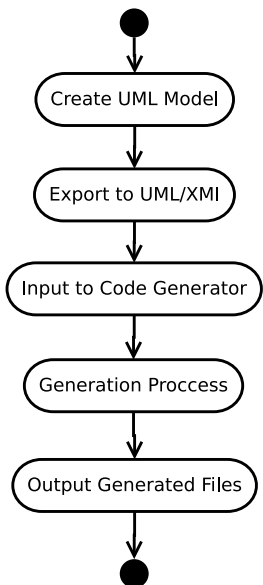 Create UML Model
Export to UML/XMI
Input to Code Generator
Generation Proccess
Output Generated Files